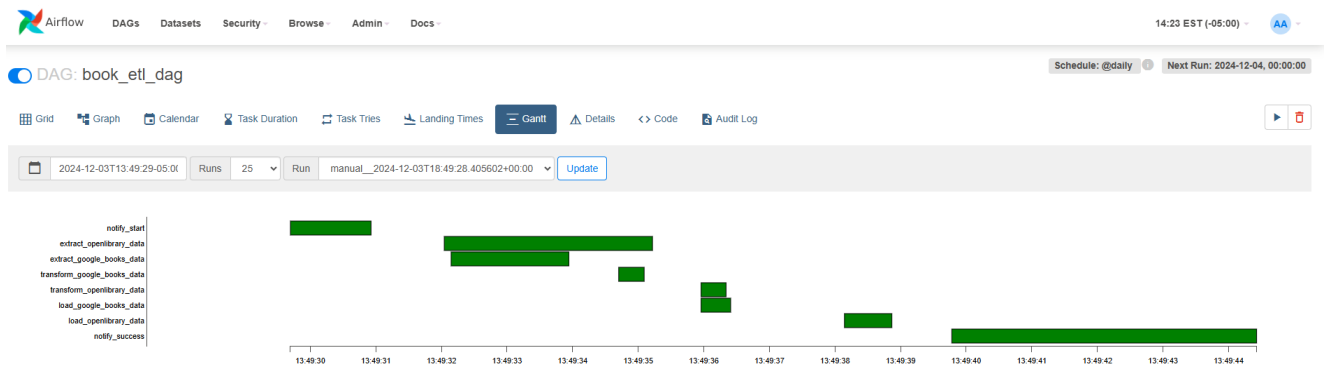 Airflow DAGs Datasets Security Browse Admin Docs 14:23 EST (-05:00) AA
DAG: book_etl_dag Schedule: @daily Next Run: 2024-12-04, 00:00:00
Grid Graph Calendar Task Duration Task Tries Landing Times Gantt Details Code Audit Log
2024-12-03T13:49:29-05:00 Runs 25 Run manual__2024-12-03T18:49:28.405602+00:00 Update
notify_start
extract_openlibrary_data
extract_google_books_data
transform_google_books_data
transform_openlibrary_data
load_google_books_data
load_openlibrary_data
notify_success
13:49:30 13:49:31 13:49:32 13:49:33 13:49:34 13:49:35 13:49:36 13:49:37 13:49:38 13:49:39 13:49:40 13:49:41 13:49:42 13:49:43 13:49:44